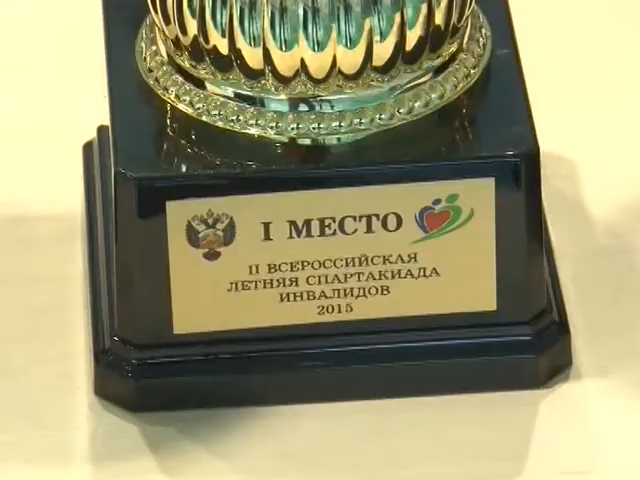 I МЕСТО
II ВСЕРОССИЙСКАЯ
ЛЕТНЯЯ СПАРТАКИАДА
ИНВАЛИДОВ
2015